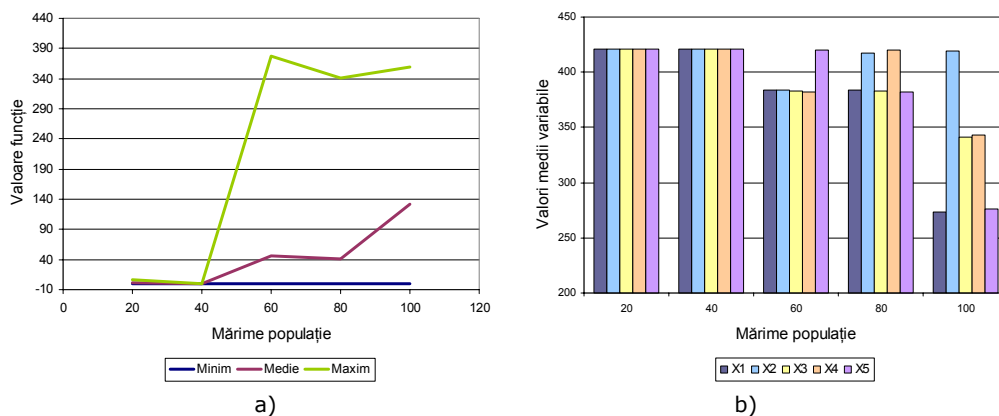 440
390
340
290
240
190
140
90
40
-10
Valoare funcție
0 20 40 60 80 100 120
Mărime populație
Minim Medie Maxim
a)
450
400
350
300
250
200
Valori medii variabile
20 40 60 80 100
Mărime populație
X1 X2 X3 X4 X5
b)